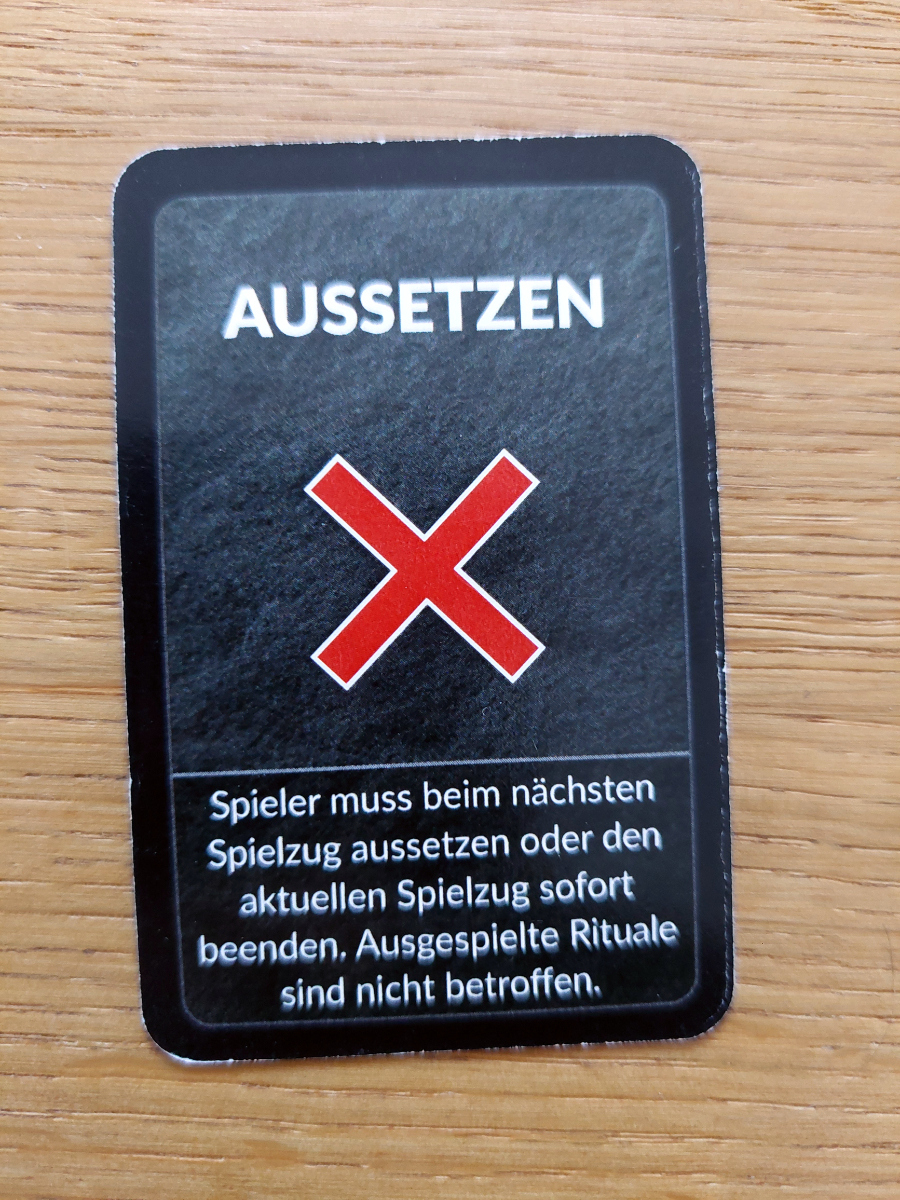 AUSSETZEN
Spieler muss beim nächsten
Spielzug aussetzen oder den
aktuellen Spielzug sofort
beenden. Ausgespielte Rituale
sind nicht betroffen.